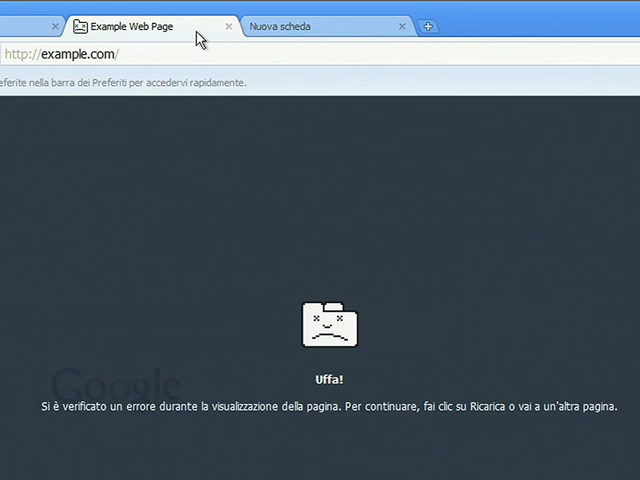 Example Web Page
Nuova scheda
http://example.com/
eferite nella barra dei Preferiti per accedervi rapidamente.
Google
Uffa!
Si è verificato un errore durante la visualizzazione della pagina. Per continuare, fai clic su Ricarica o vai a un'altra pagina.